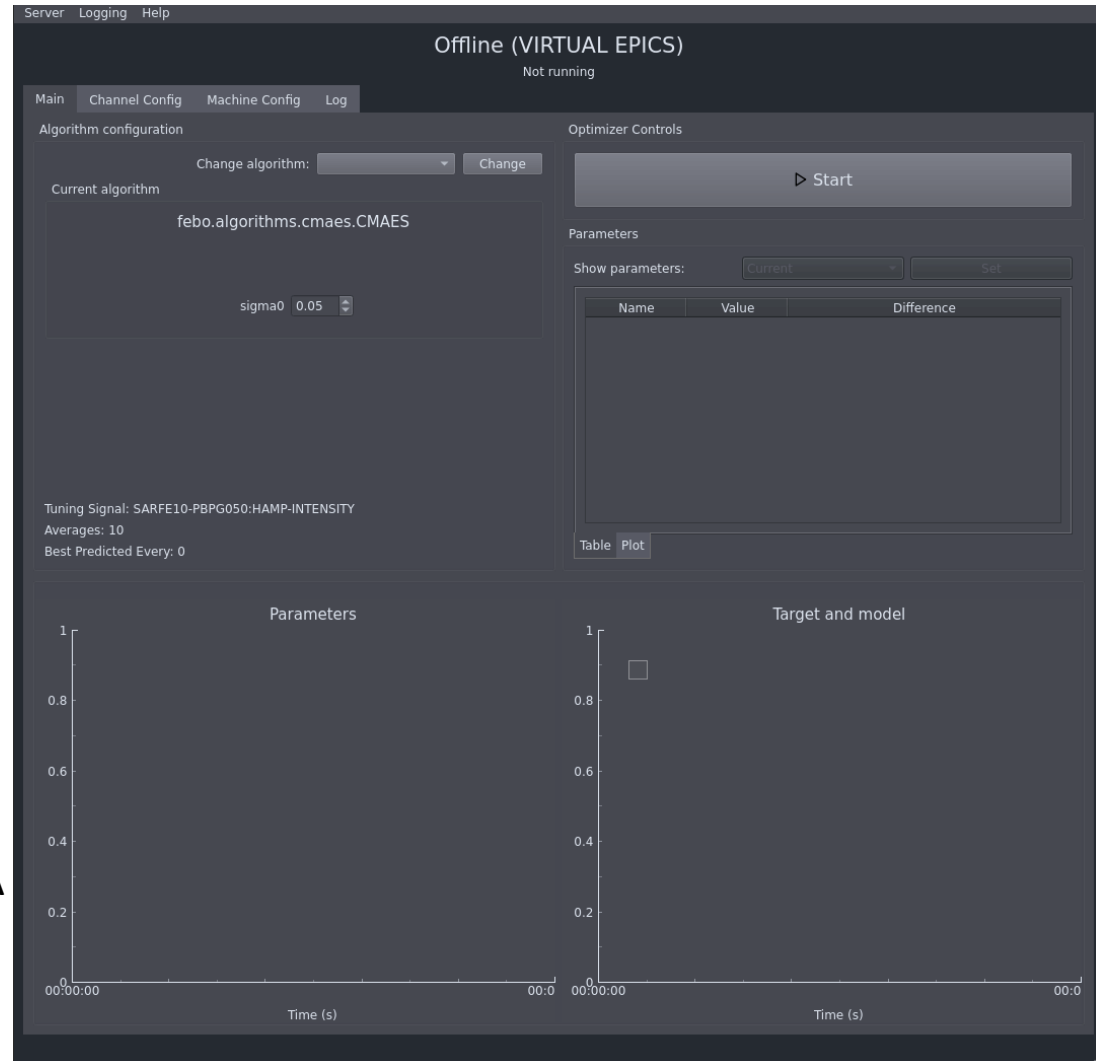 Server Logging Help
Offline (VIRTUAL EPICS)
Not running
Main Channel Config Machine Config Log
Algorithm configuration
Change algorithm: Change
Current algorithm
febo.algorithms.cmaes.CMAES
sigma0 0.05
Tuning Signal: SARFE10-PBPG050:HAMP-INTENSITY
Averages: 10
Best Predicted Every: 0
Optimizer Controls
Start
Parameters
Show parameters: Current Set
Name Value Difference
Table Plot
Parameters
1
0.8
0.6
0.4
0.2
0
00:00:00 00:0
Time (s)
Target and model
1
0.8
0.6
0.4
0.2
0
00:00:00 00:0
Time (s)